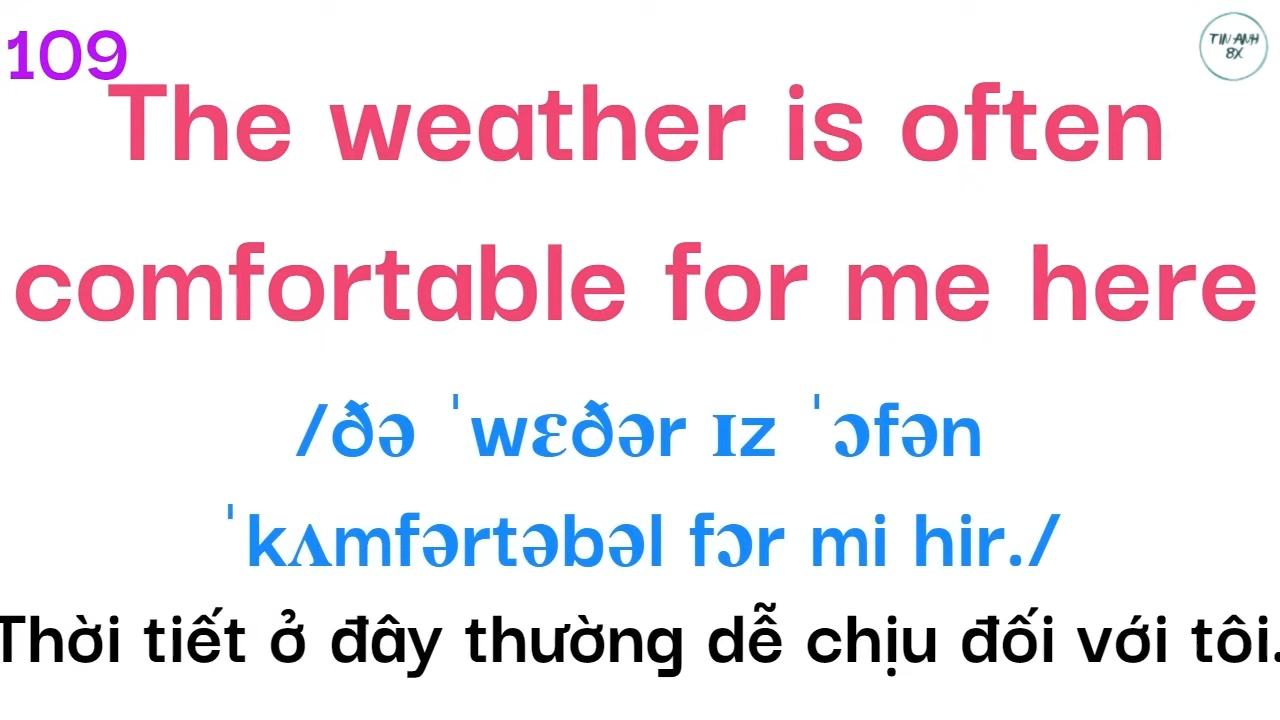 109
TIN ANH
8X
The weather is often
comfortable for me here
/ðə ˈwɛðər ɪz ˈɔfən
ˈkʌmfərtəbəl fɔr mi hir./
Thời tiết ở đây thường dễ chịu đối với tôi.